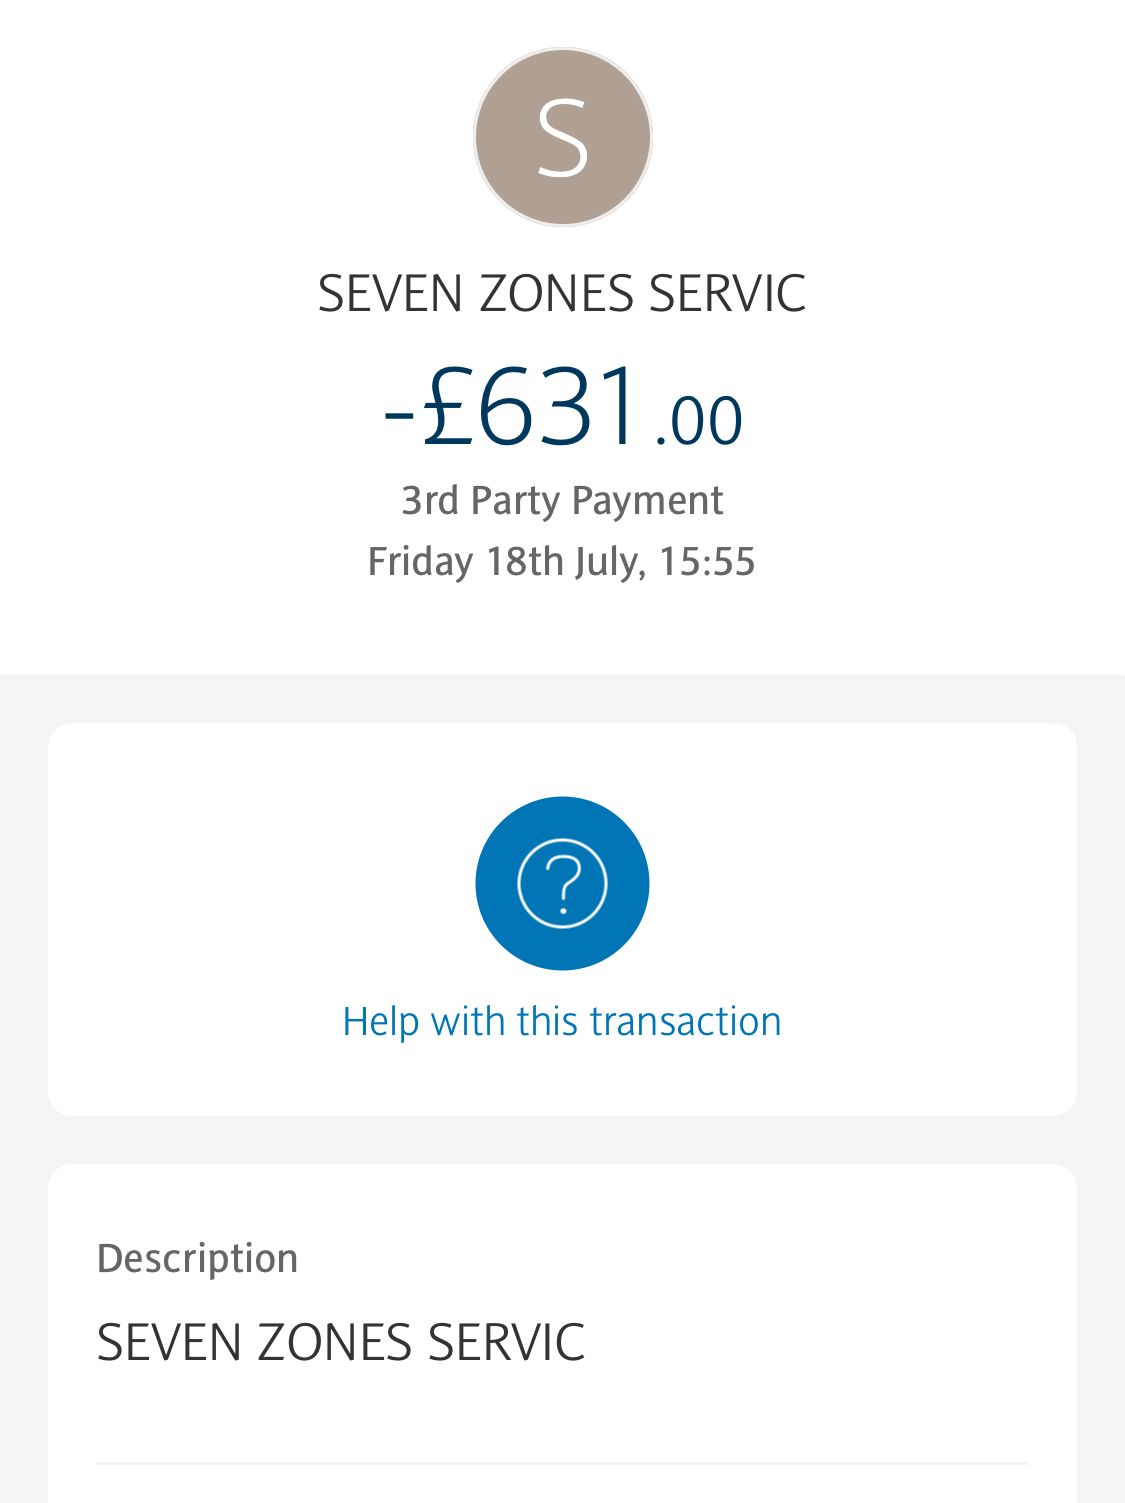 S
SEVEN ZONES SERVIC
-£631.00
3rd Party Payment
Friday 18th July, 15:55
?
Help with this transaction
Description
SEVEN ZONES SERVIC